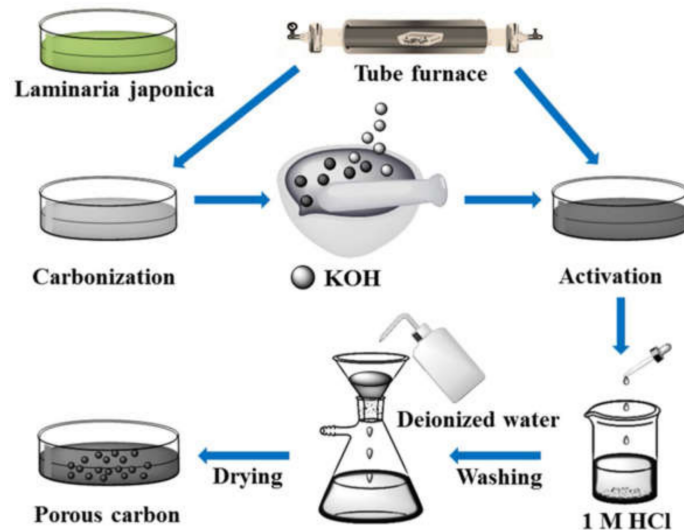 Laminaria japonica
Tube furnace
Carbonization
KOH
Activation
Deionized water
Drying
Washing
Porous carbon
1 M HCl